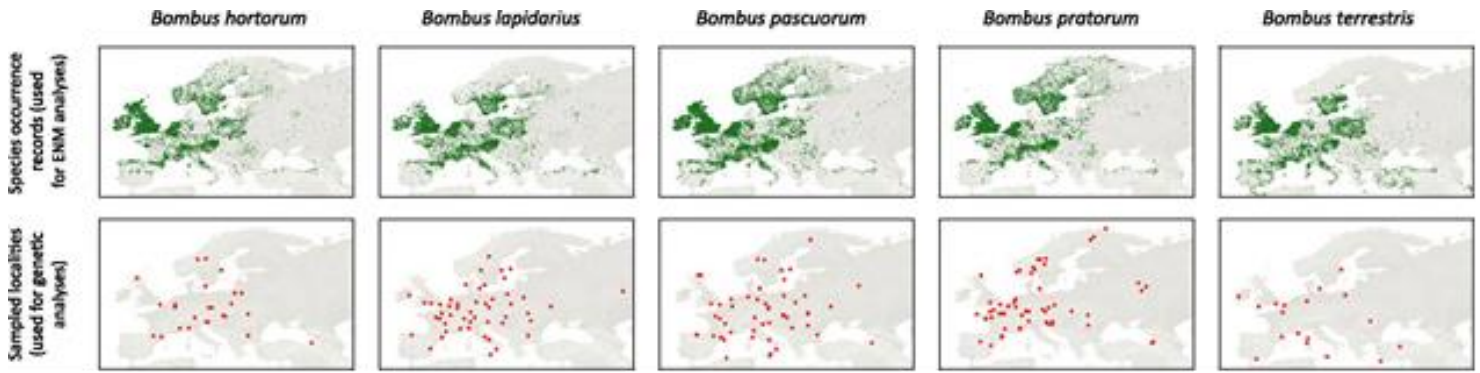 Bombus hortorum
Bombus lapidarius
Bombus pascuorum
Bombus pratorum
Bombus terrestris
Species occurrence
records (used
for ENM analyses)
Sampled localities
(used for genetic
analyses)